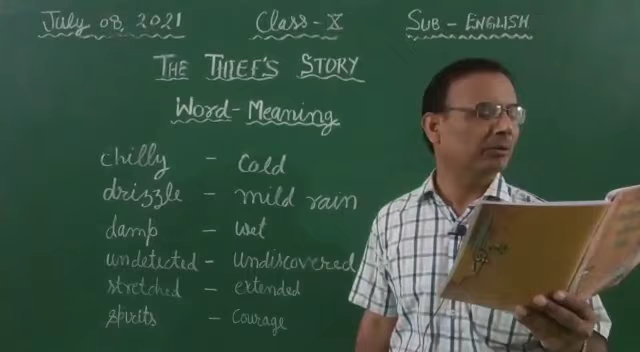 July 08, 2021 Class - X Sub - ENGLISH
THE THIEF'S STORY
Word - Meaning
chilly - cold
drizzle - mild rain
damp - wet
undetected - undiscovered
stretched - extended
spirits - courage